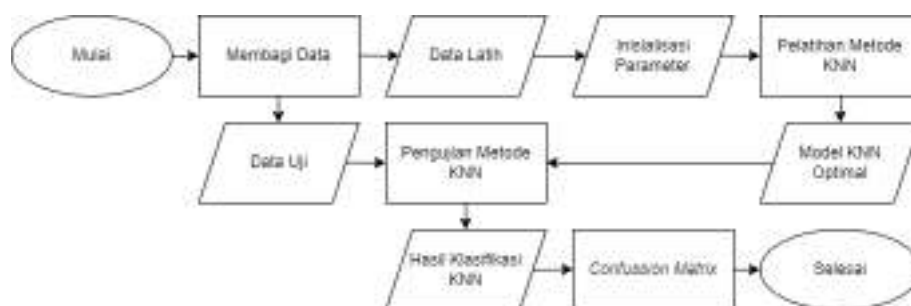 Mulai
Membagi Data
Data Latih
Inisialisasi
Parameter
Pelatihan Metode
KNN
Data Uji
Pengujian Metode
KNN
Model KNN
Optimal
Hasil Klasifikasi
KNN
Confussion Matrix
Selesai